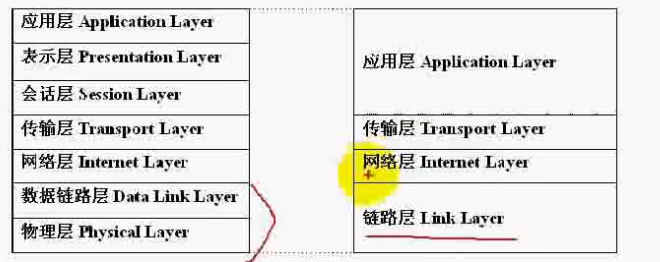 应用层 Application Layer
表示层 Presentation Layer
会话层 Session Layer
传输层 Transport Layer
网络层 Internet Layer
数据链路层 Data Link Layer
物理层 Physical Layer
应用层 Application Layer
传输层 Transport Layer
网络层 Internet Layer
链路层 Link Layer